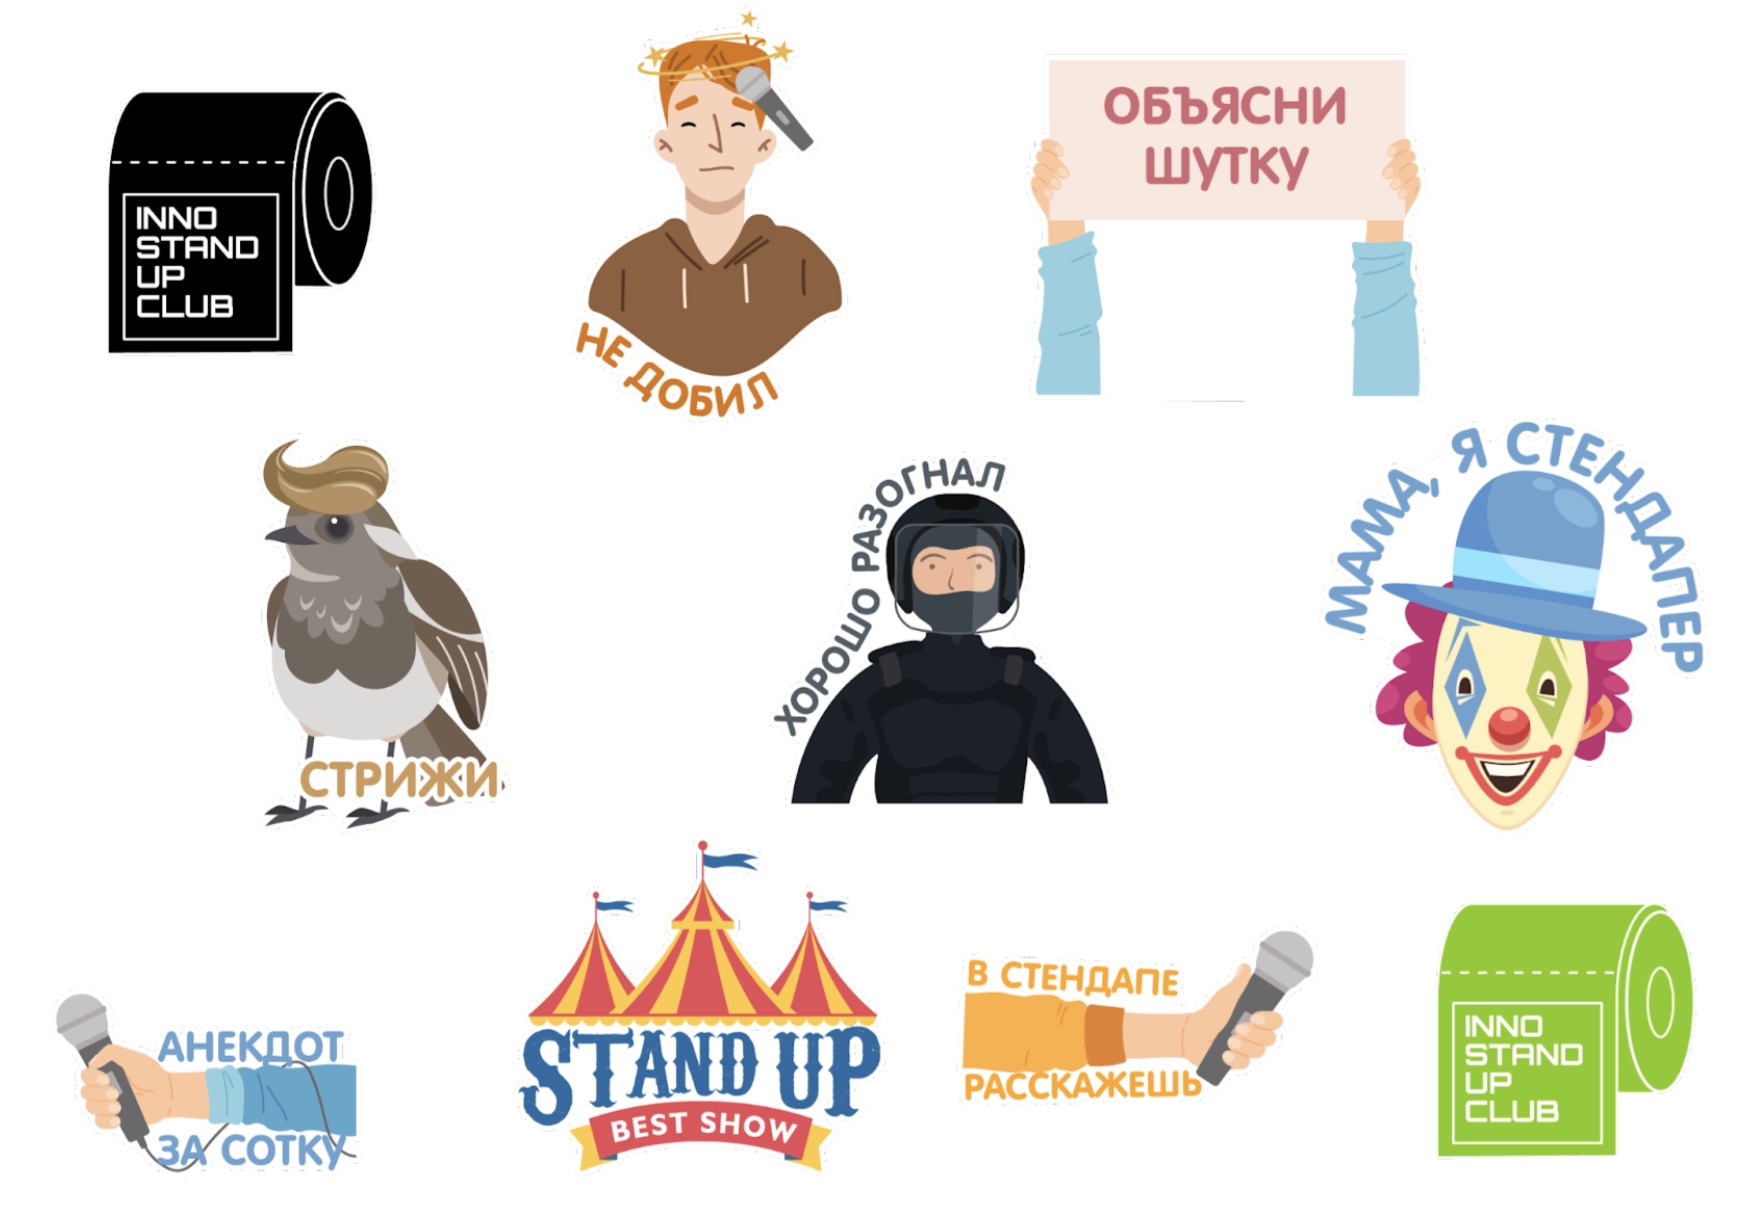 INNO
STAND
UP
CLUB
НЕ ДОБИЛ
ОБЪЯСНИ
ШУТКУ
СТРИЖИ
ХОРОШО РАЗОГНАЛ
МАМА, Я СТЕНДАПЕР
АНЕКДОТ
ЗА СОТКУ
STAND UP
BEST SHOW
В СТЕНДАПЕ
РАССКАЖЕШЬ
INNO
STAND
UP
CLUB